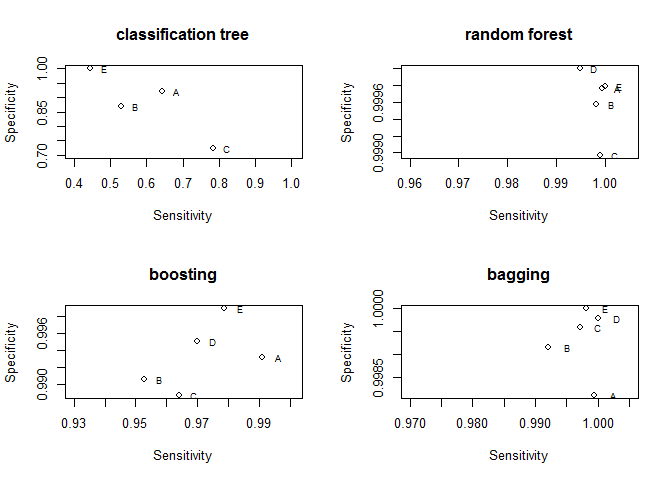 classification tree
Specificity
0.70 0.85 1.00
E
A
B
C
0.4 0.5 0.6 0.7 0.8 0.9 1.0
Sensitivity
random forest
Specificity
0.9990 0.9996
D
E
A
B
C
0.96 0.97 0.98 0.99 1.00
Sensitivity
boosting
Specificity
0.990 0.996
E
D
A
B
C
0.93 0.95 0.97 0.99
Sensitivity
bagging
Specificity
0.9985 1.0000
E
D
C
B
A
0.970 0.980 0.990 1.000
Sensitivity